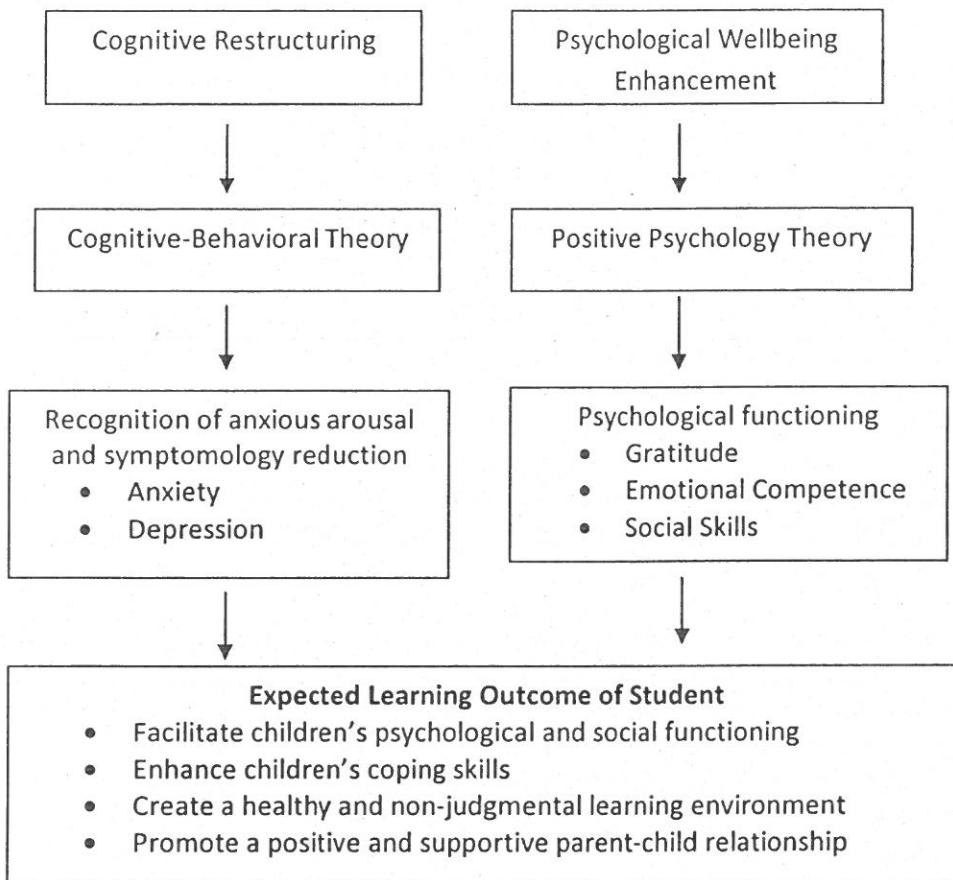 Cognitive Restructuring
Psychological Wellbeing
Enhancement
Cognitive-Behavioral Theory
Positive Psychology Theory
Recognition of anxious arousal
and symptomology reduction
• Anxiety
• Depression
Psychological functioning
• Gratitude
• Emotional Competence
• Social Skills
Expected Learning Outcome of Student
• Facilitate children's psychological and social functioning
• Enhance children's coping skills
• Create a healthy and non-judgmental learning environment
• Promote a positive and supportive parent-child relationship